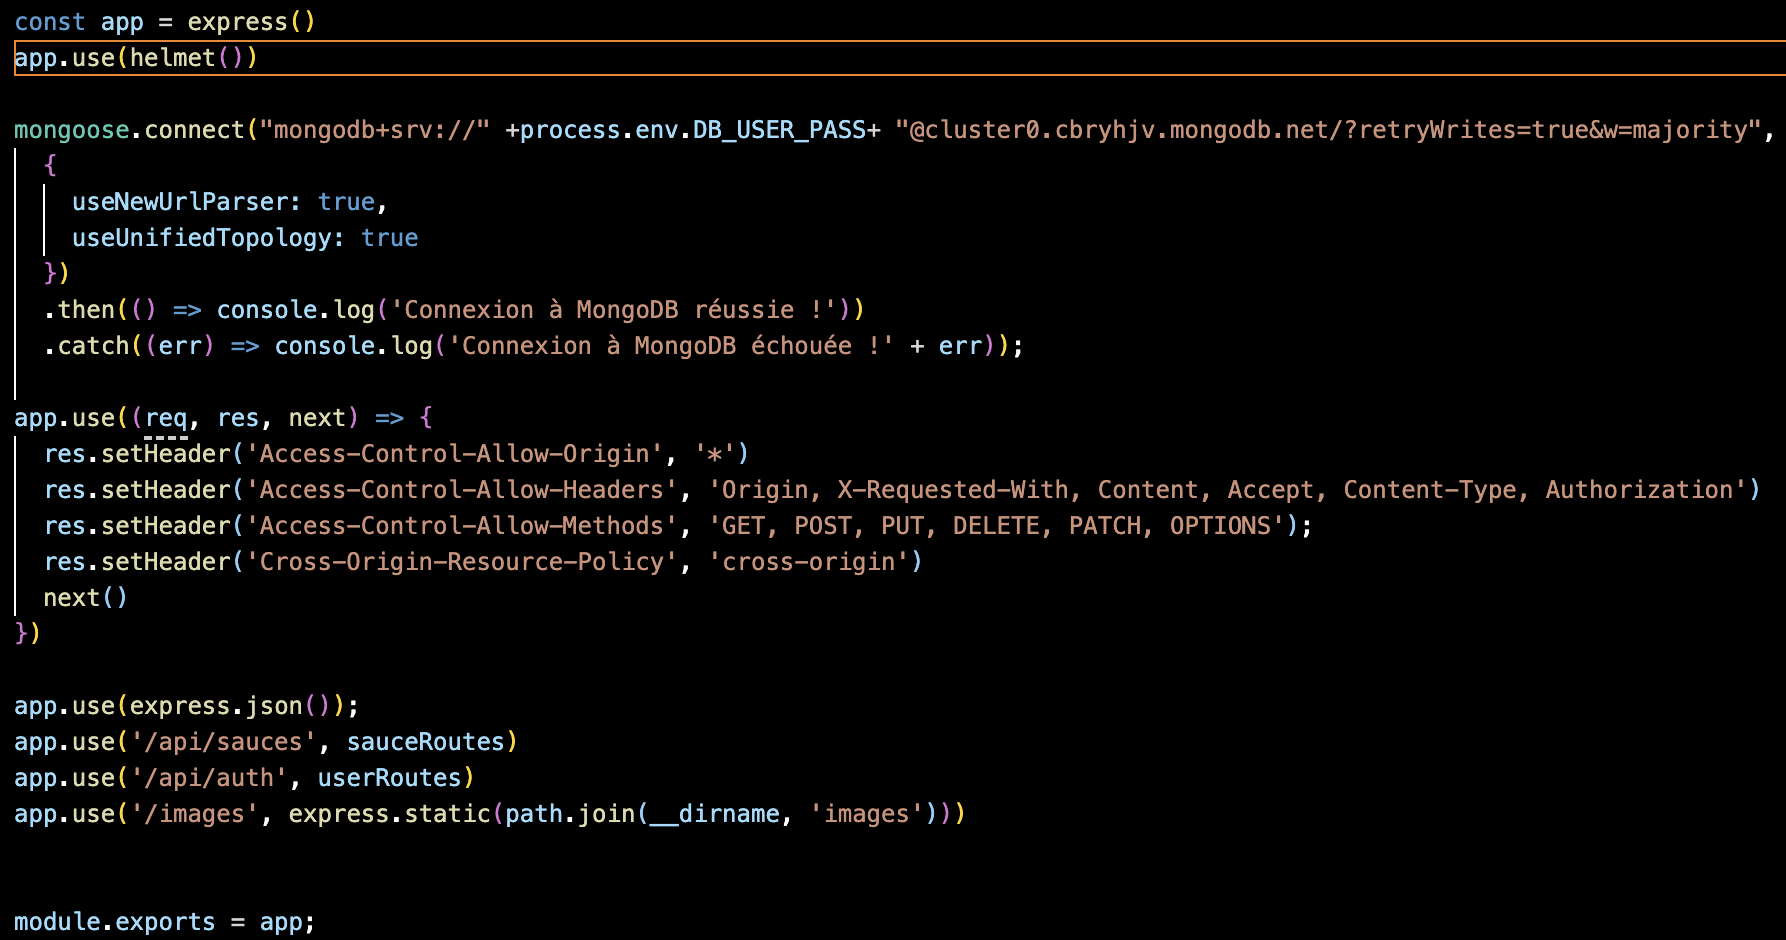 const app = express()
app.use(helmet())
mongoose.connect("mongodb+srv://" +process.env.DB_USER_PASS+ "@cluster0.cbryhjv.mongodb.net/?retryWrites=true&w=majority",
  {
    useNewUrlParser: true,
    useUnifiedTopology: true
  })
  .then(() => console.log('Connexion à MongoDB réussie !'))
  .catch((err) => console.log('Connexion à MongoDB échouée !' + err));
app.use((req, res, next) => {
  res.setHeader('Access-Control-Allow-Origin', '*')
  res.setHeader('Access-Control-Allow-Headers', 'Origin, X-Requested-With, Content, Accept, Content-Type, Authorization')
  res.setHeader('Access-Control-Allow-Methods', 'GET, POST, PUT, DELETE, PATCH, OPTIONS');
  res.setHeader('Cross-Origin-Resource-Policy', 'cross-origin')
  next()
})
app.use(express.json());
app.use('/api/sauces', sauceRoutes)
app.use('/api/auth', userRoutes)
app.use('/images', express.static(path.join(__dirname, 'images')))
module.exports = app;